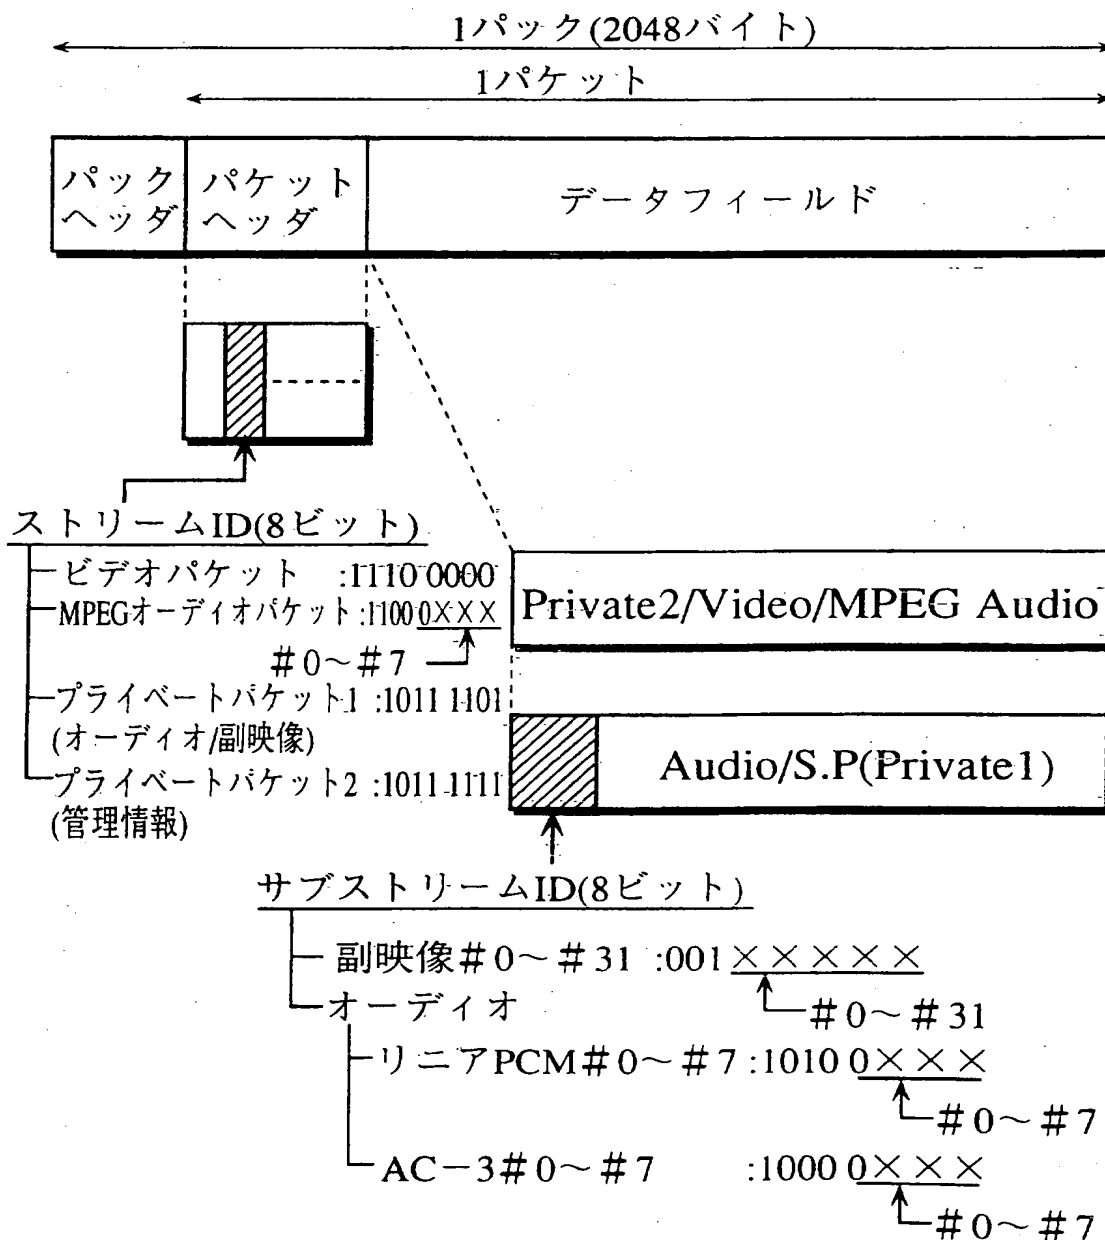 1パック(2048バイト)
1パケット
パック
ヘッダ
パケット
ヘッダ
データフィールド
ストリームID(8ビット)
ビデオパケット :1110 0000
MPEGオーディオパケット:1100 0×××
#0～#7
プライベートパケット1 :1011 1101
(オーディオ/副映像)
プライベートパケット2 :1011 1111
(管理情報)
Private2/Video/MPEG Audio
Audio/S.P(Private1)
サブストリームID(8ビット)
副映像#0～#31 :001×××××
#0～#31
オーディオ
リニアPCM#0～#7 :1010 0×××
#0～#7
AC-3#0～#7 :1000 0×××
#0～#7